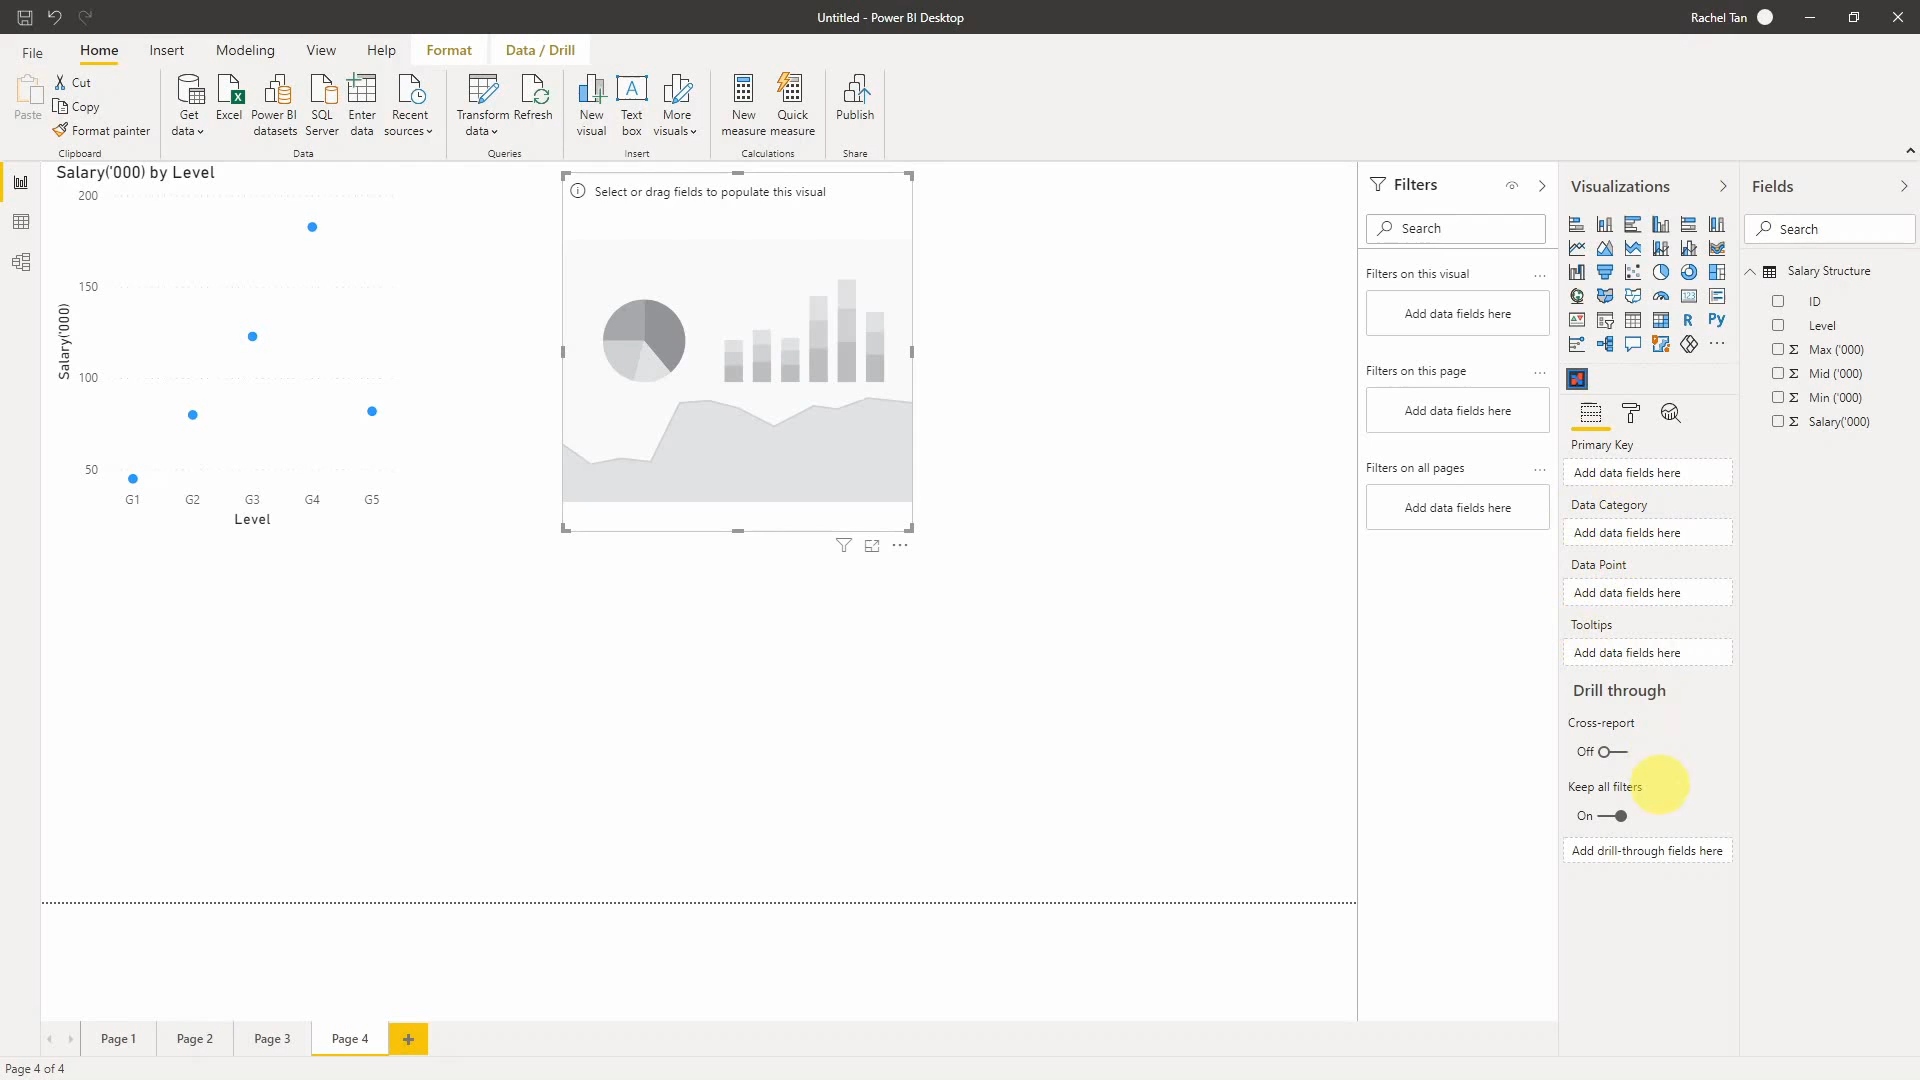 Untitled - Power BI Desktop
Rachel Tan
File
Home
Insert
Modeling
View
Help
Format
Data / Drill
Paste
Cut
Copy
Format painter
Clipboard
Get data
Excel
Power BI datasets
SQL Server
Enter data
Recent sources
Data
Transform data
Refresh
Queries
New visual
A
Text box
More visuals
Insert
New measure
Quick measure
Calculations
Publish
Share
Salary('000) by Level
200
150
100
50
Salary('000)
G1
G2
G3
G4
G5
Level
Select or drag fields to populate this visual
Filters
Search
Filters on this visual
Add data fields here
Filters on this page
Add data fields here
Filters on all pages
Add data fields here
Visualizations
123
R
Py
Primary Key
Add data fields here
Data Category
Add data fields here
Data Point
Add data fields here
Tooltips
Add data fields here
Drill through
Cross-report
Off
Keep all filters
On
Add drill-through fields here
Fields
Search
Salary Structure
ID
Level
Σ Max ('000)
Σ Mid ('000)
Σ Min ('000)
Σ Salary('000)
Page 1
Page 2
Page 3
Page 4
+
Page 4 of 4